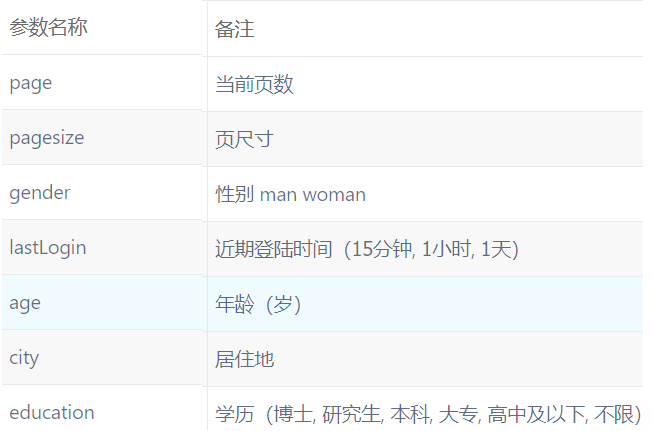 参数名称 备注
page 当前页数
pagesize 页尺寸
gender 性别 man woman
lastLogin 近期登陆时间（15分钟, 1小时, 1天）
age 年龄（岁）
city 居住地
education 学历（博士, 研究生, 本科, 大专, 高中及以下, 不限）